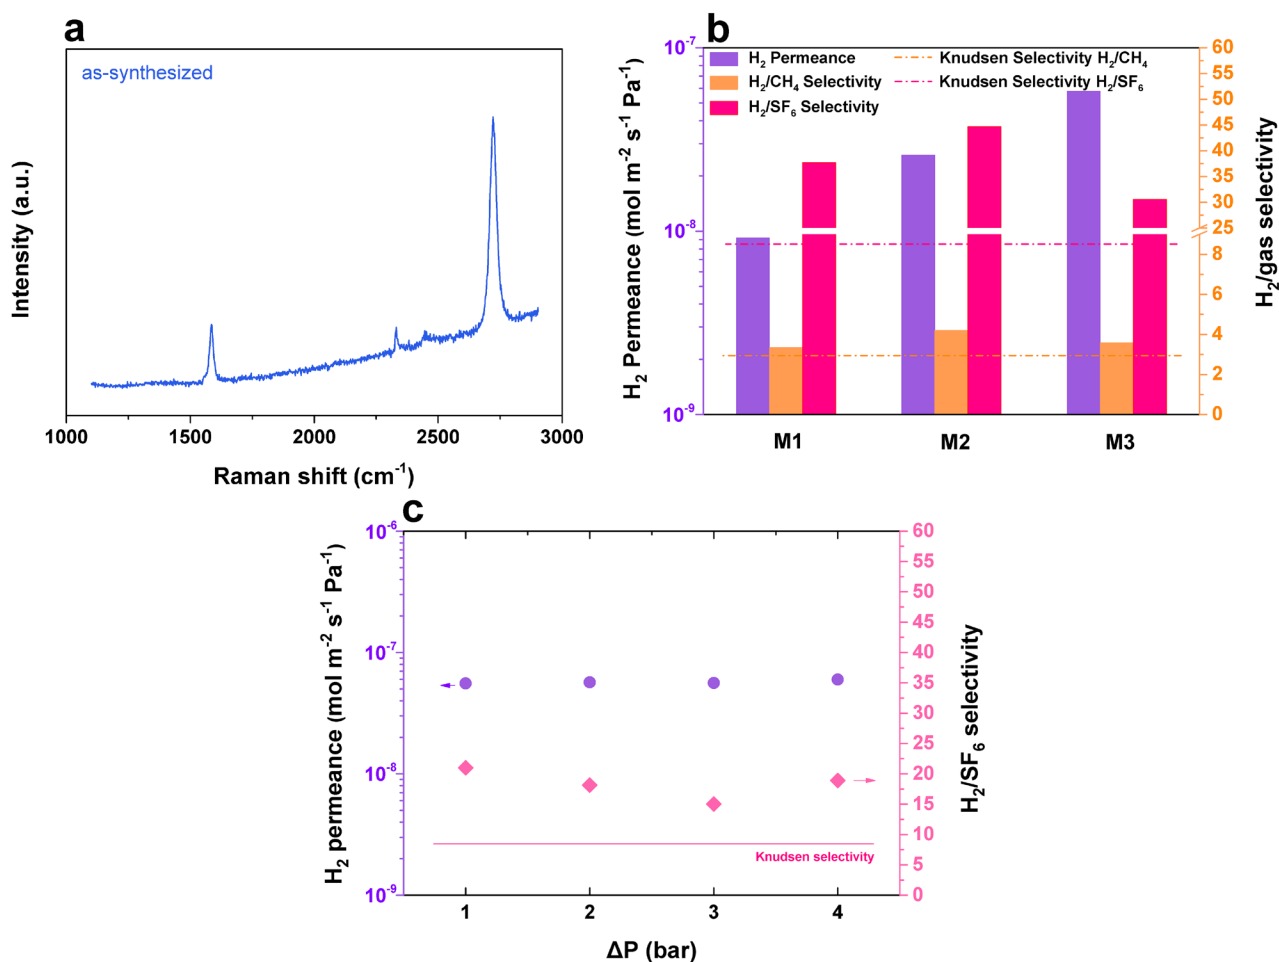 a
as-synthesized
Intensity (a.u.)
1000 1500 2000 2500 3000
Raman shift (cm⁻¹)
b
H₂ Permeance
H₂/CH₄ Selectivity
H₂/SF₆ Selectivity
Knudsen Selectivity H₂/CH₄
Knudsen Selectivity H₂/SF₆
H₂ Permeance (mol m⁻² s⁻¹ Pa⁻¹)
10⁻⁷
10⁻⁸
10⁻⁹
60
55
50
45
40
35
30
25
8
6
4
2
0
H₂/gas selectivity
M1 M2 M3
c
H₂ permeance (mol m⁻² s⁻¹ Pa⁻¹)
10⁻⁶
10⁻⁷
10⁻⁸
10⁻⁹
60
55
50
45
40
35
30
25
20
15
10
5
0
H₂/SF₆ selectivity
Knudsen selectivity
1 2 3 4
ΔP (bar)